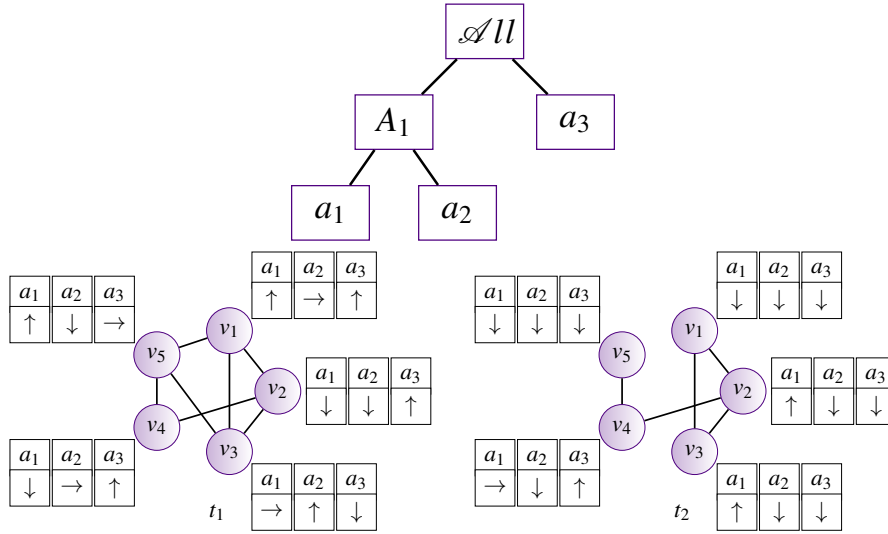 𝒜ll
A₁ a₃
a₁ a₂
a₁ a₂ a₃
↑ → ↑
a₁ a₂ a₃
↑ ↓ →
v₁
v₅
v₂
a₁ a₂ a₃
↓ ↓ ↑
v₄
v₃
a₁ a₂ a₃
↓ → ↑
a₁ a₂ a₃
→ ↑ ↓
t₁
a₁ a₂ a₃
↓ ↓ ↓
a₁ a₂ a₃
↓ ↓ ↓
v₁
v₅
v₂
a₁ a₂ a₃
↑ ↓ ↓
v₄
v₃
a₁ a₂ a₃
→ ↓ ↑
a₁ a₂ a₃
↑ ↓ ↓
t₂